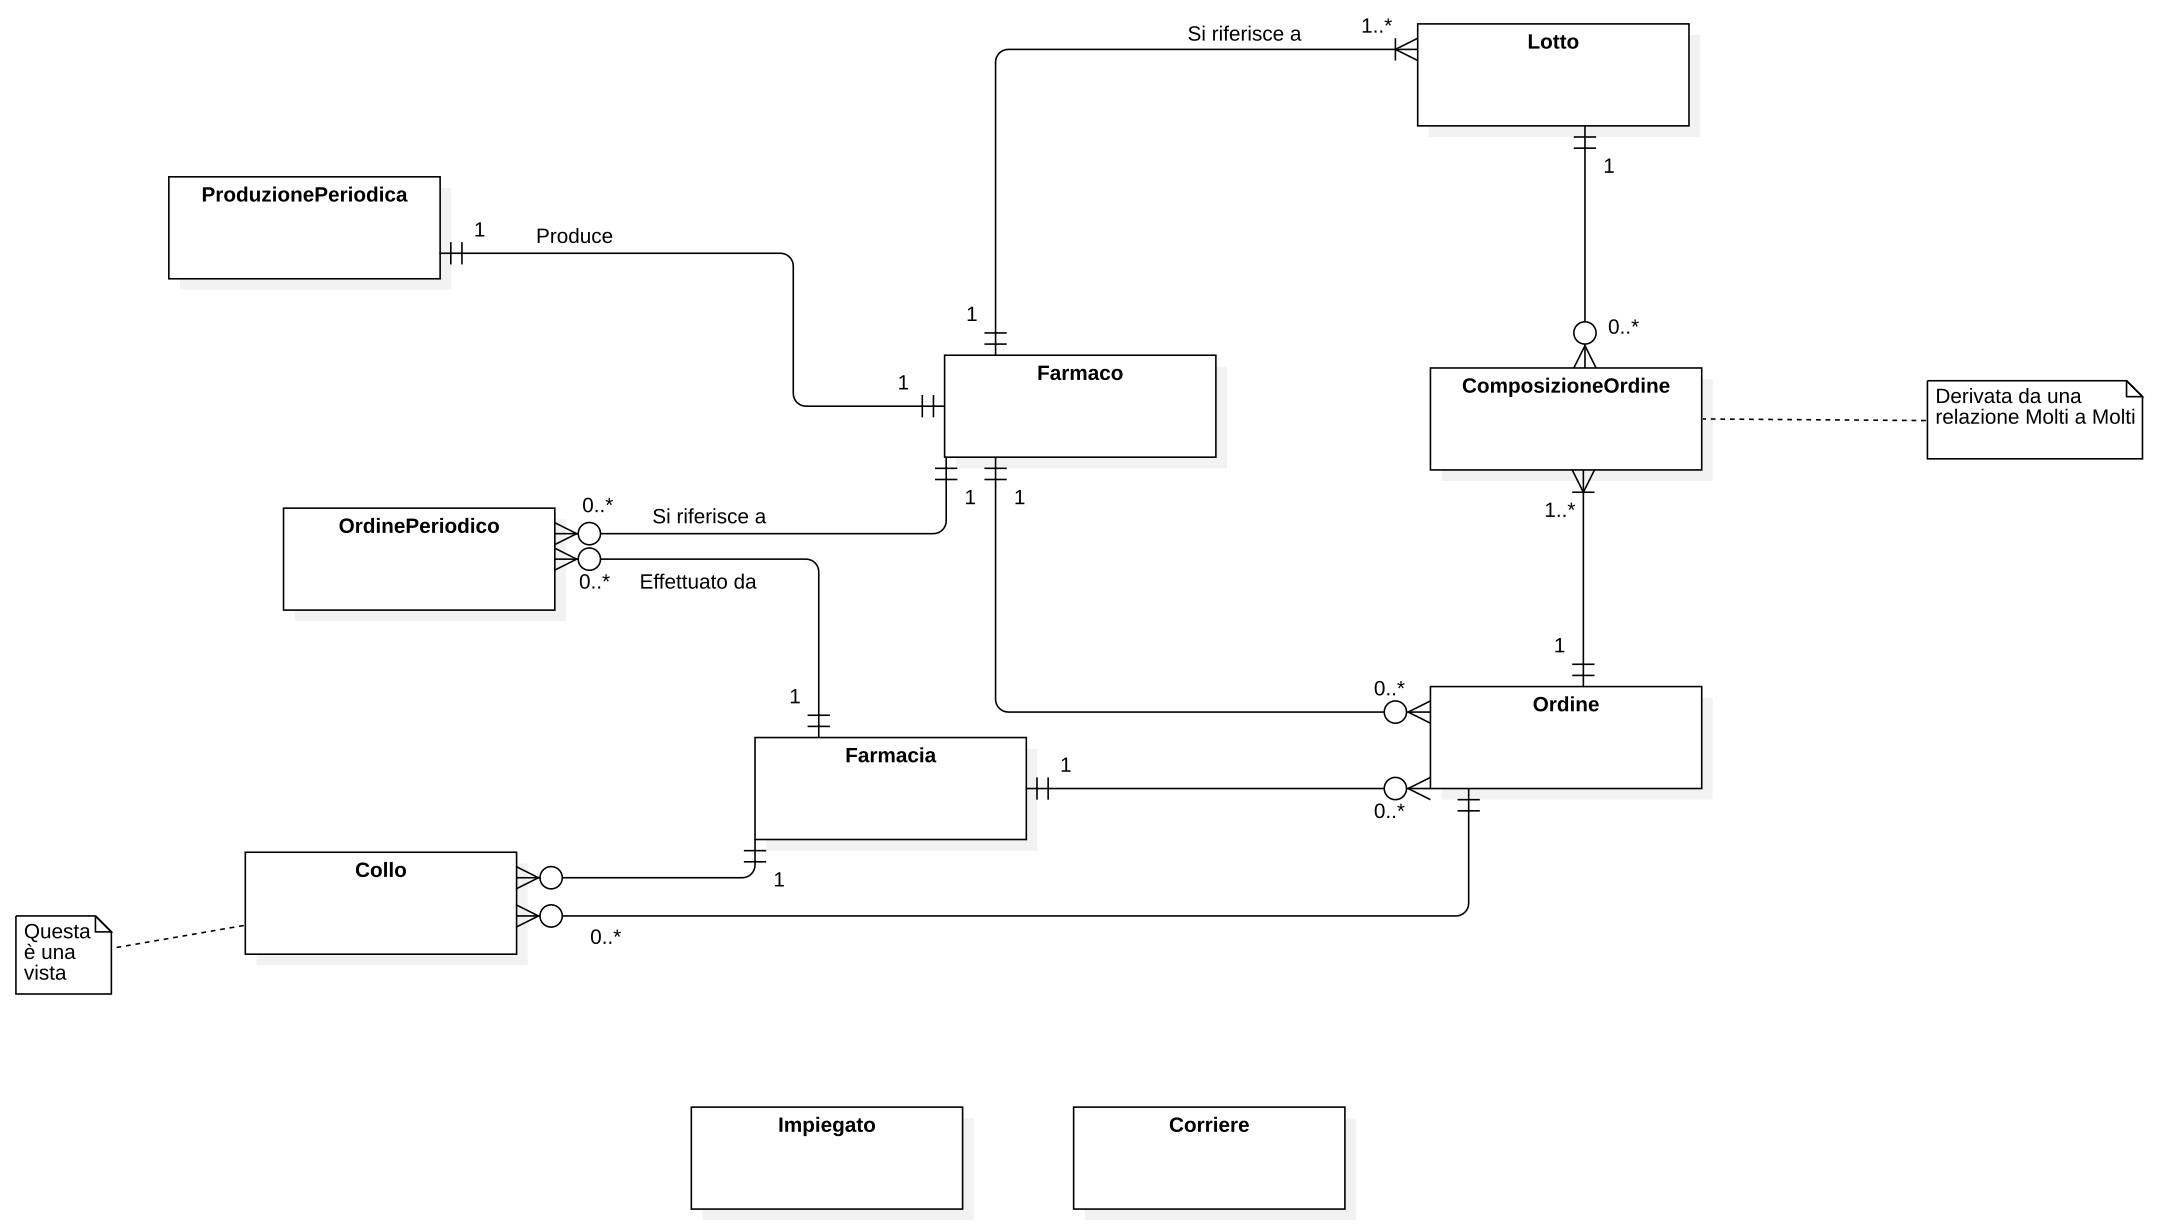 Si riferisce a
1..*
Lotto
1
ProduzionePeriodica
1
Produce
1
0..*
1
Farmaco
ComposizioneOrdine
Derivata da una
relazione Molti a Molti
0..*
1
1
OrdinePeriodico
Si riferisce a
1..*
0..*
Effettuato da
1
1
0..*
Ordine
Farmacia
1
0..*
Collo
1
Questa
è una
vista
0..*
Impiegato
Corriere